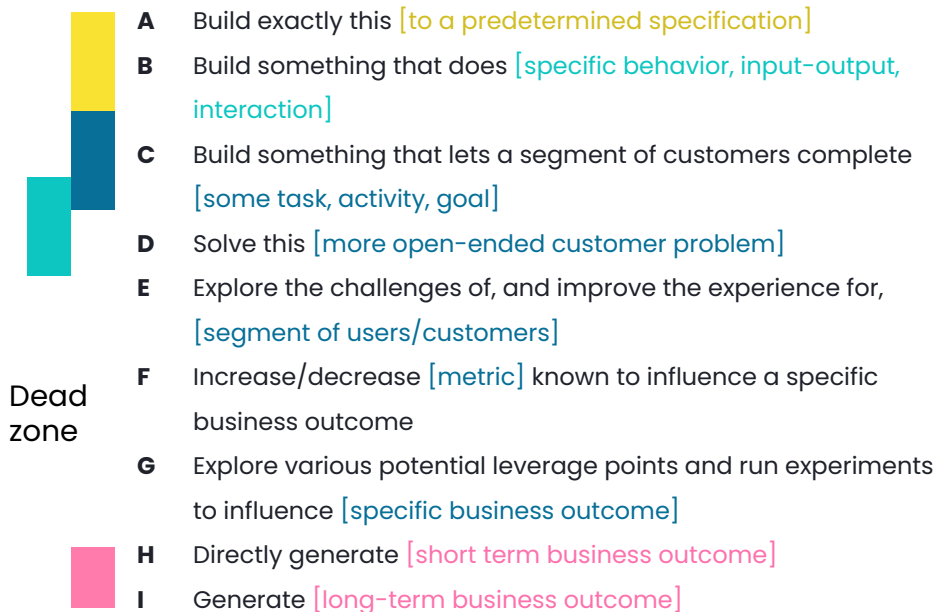 A Build exactly this [to a predetermined specification]
B Build something that does [specific behavior, input-output,
interaction]
C Build something that lets a segment of customers complete
[some task, activity, goal]
D Solve this [more open-ended customer problem]
E Explore the challenges of, and improve the experience for,
[segment of users/customers]
Dead
zone
F Increase/decrease [metric] known to influence a specific
business outcome
G Explore various potential leverage points and run experiments
to influence [specific business outcome]
H Directly generate [short term business outcome]
I Generate [long-term business outcome]